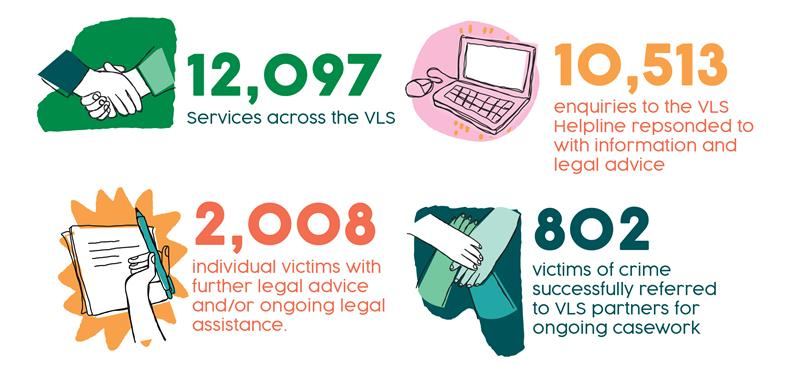 12,097
Services across the VLS
10,513
enquiries to the VLS
Helpline repsonded to
with information and
legal advice
2,008
individual victims with
further legal advice
and/or ongoing legal
assistance.
802
victims of crime
successfully referred
to VLS partners for
ongoing casework